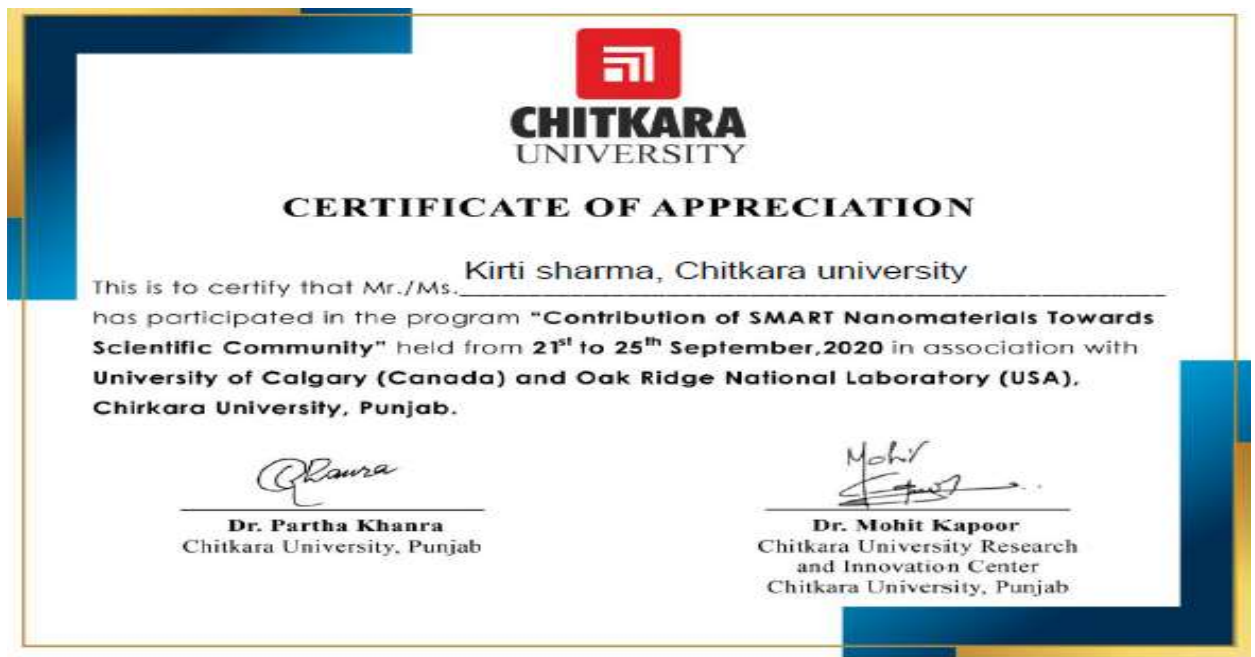 CHITKARA
UNIVERSITY
CERTIFICATE OF APPRECIATION
Kirti sharma, Chitkara university
This is to certify that Mr./Ms.
has participated in the program "Contribution of SMART Nanomaterials Towards
Scientific Community" held from 21st to 25th September,2020 in association with
University of Calgary (Canada) and Oak Ridge National Laboratory (USA),
Chirkara University, Punjab.
Mohit
Dr. Partha Khanra
Chitkara University, Punjab
Dr. Mohit Kapoor
Chitkara University Research
and Innovation Center
Chitkara University, Punjab